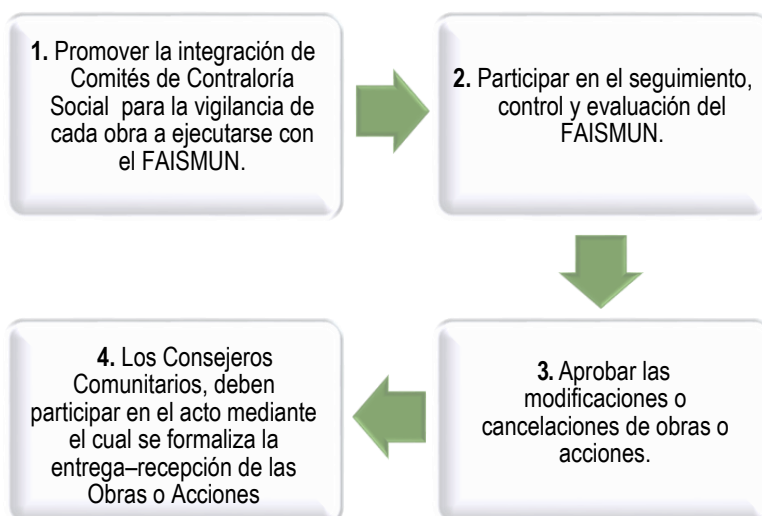 1. Promover la integración de
Comités de Contraloría
Social para la vigilancia de
cada obra a ejecutarse con
el FAISMUN.
2. Participar en el seguimiento,
control y evaluación del
FAISMUN.
3. Aprobar las
modificaciones o
cancelaciones de obras o
acciones.
4. Los Consejeros
Comunitarios, deben
participar en el acto mediante
el cual se formaliza la
entrega–recepción de las
Obras o Acciones